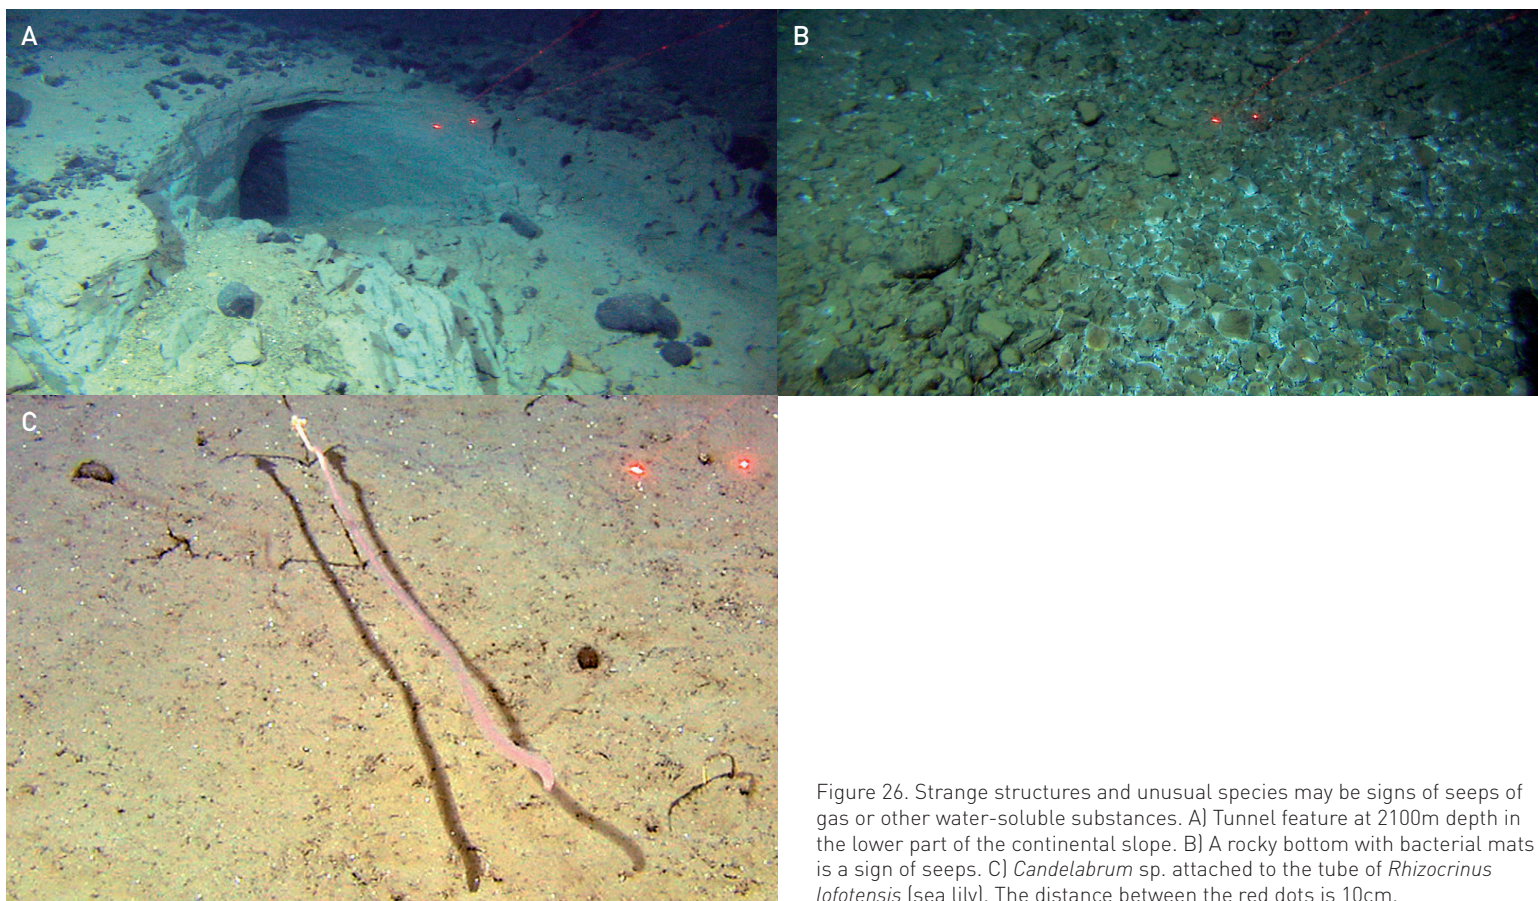 A
B
C
Figure 26. Strange structures and unusual species may be signs of seeps of
gas or other water-soluble substances. A) Tunnel feature at 2100m depth in
the lower part of the continental slope. B) A rocky bottom with bacterial mats
is a sign of seeps. C) Candelabrum sp. attached to the tube of Rhizocrinus
lofotensis (sea lily). The distance between the red dots is 10cm.